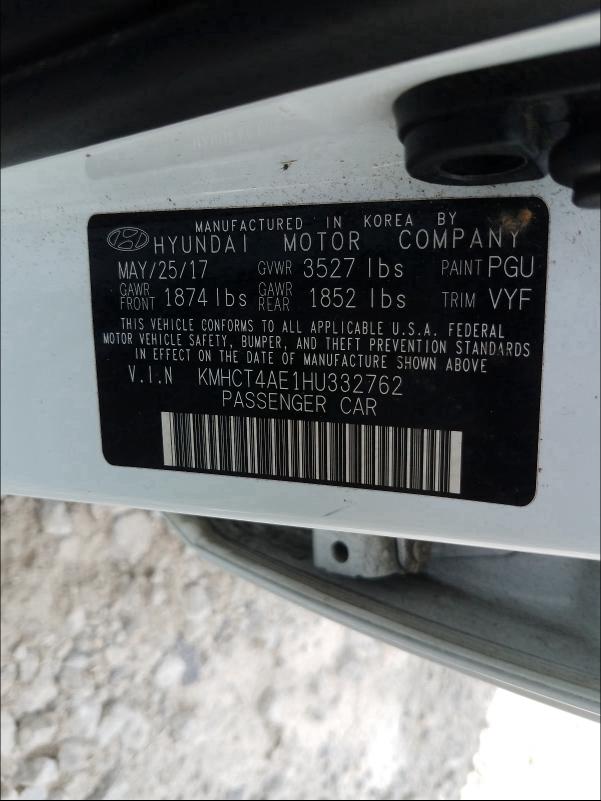 MANUFACTURED IN KOREA BY
HYUNDAI MOTOR COMPANY
MAY/25/17 GVWR 3527 lbs PAINT PGU
GAWR FRONT 1874 lbs GAWR REAR 1852 lbs TRIM VYF
THIS VEHICLE CONFORMS TO ALL APPLICABLE U.S.A. FEDERAL
MOTOR VEHICLE SAFETY, BUMPER, AND THEFT PREVENTION STANDARDS
IN EFFECT ON THE DATE OF MANUFACTURE SHOWN ABOVE
V.I.N KMHCT4AE1HU332762
PASSENGER CAR